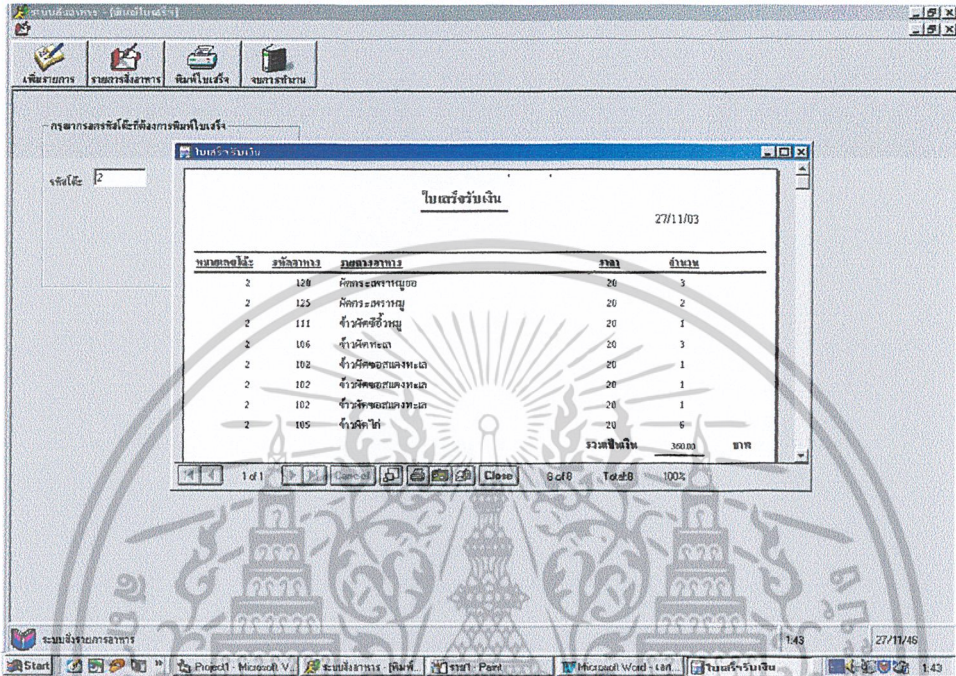 ระบบสั่งอาหาร - [พิมพ์ใบเสร็จ]
เพิ่มรายการ รายการสั่งอาหาร พิมพ์ใบเสร็จ จบการทำงาน
กรุณากรอกรหัสโต๊ะที่ต้องการพิมพ์ใบเสร็จ
รหัสโต๊ะ 2
ใบเสร็จรับเงิน
ใบเสร็จรับเงิน
27/11/03
หมายเลขโต๊ะ รหัสอาหาร รายการอาหาร ราคา จำนวน
2 120 ผัดกระเพราหมูยอ 20 3
2 125 ผัดกระเพราหมู 20 2
2 111 ข้าวผัดซีอิ้วหมู 20 1
2 106 ข้าวผัดทะเล 20 3
2 102 ข้าวผัดซอสแดงทะเล 20 1
2 102 ข้าวผัดซอสแดงทะเล 20 1
2 102 ข้าวผัดซอสแดงทะเล 20 1
2 105 ข้าวผัดไก่ 20 6
รวมเป็นเงิน 360.00 บาท
1 of 1 Cancel Close 8 of 8 Total:8 100%
ระบบสั่งรายการอาหาร 1:43 27/11/46
Start Project1 - Microsoft V... ระบบสั่งอาหาร - [พิมพ์... - Paint Microsoft Word - ใบเสร็จรับเงิน 1:43